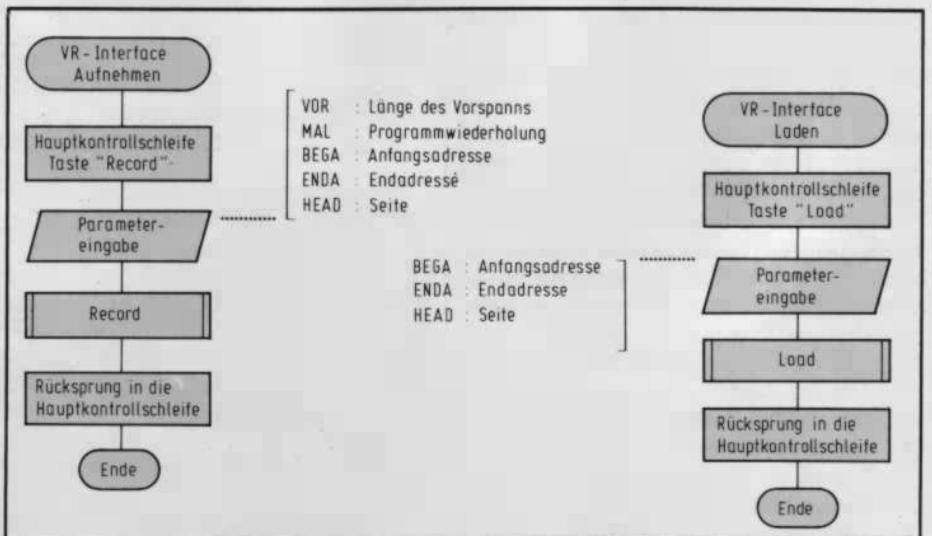 VR-Interface
Aufnehmen
Hauptkontrollschleife
Taste "Record"
Parameter-
eingabe
Record
Rücksprung in die
Hauptkontrollschleife
Ende
VOR : Länge des Vorspanns
MAL : Programmwiederholung
BEGA : Anfangsadresse
ENDA : Endadresse
HEAD : Seite
BEGA : Anfangsadresse
ENDA : Endadresse
HEAD : Seite
VR-Interface
Laden
Hauptkontrollschleife
Taste "Load"
Parameter-
eingabe
Load
Rücksprung in die
Hauptkontrollschleife
Ende